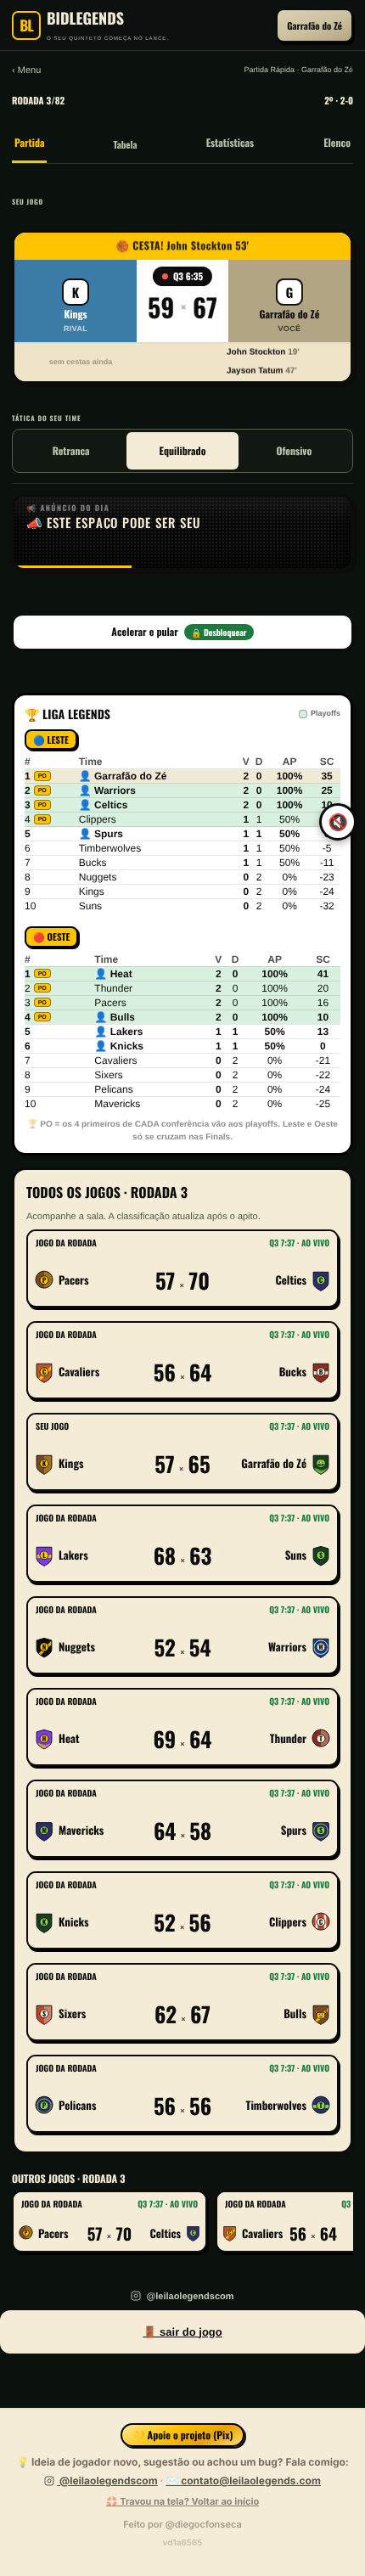 BL
BIDLEGENDS
O SEU QUINTETO COMEÇA NO LANCE.
Garrafão do Zé
‹ Menu
Partida Rápida · Garrafão do Zé
RODADA 3/82
2º · 2-0
Partida
Tabela
Estatísticas
Elenco
SEU JOGO
🏀 CESTA! John Stockton 53'
K
Kings
RIVAL
Q3 6:35
59 × 67
G
Garrafão do Zé
VOCÊ
sem cestas ainda
John Stockton 19'
Jayson Tatum 47'
TÁTICA DO SEU TIME
Retranca
Equilibrado
Ofensivo
📢 ANÚNCIO DO DIA
📣 ESTE ESPAÇO PODE SER SEU
Acelerar e pular 🔒 Desbloquear
🏆 LIGA LEGENDS
Playoffs
🔵 LESTE
# Time V D AP SC
1 PO 👤 Garrafão do Zé 2 0 100% 35
2 PO 👤 Warriors 2 0 100% 25
3 PO 👤 Celtics 2 0 100%
4 PO Clippers 1 1 50%
5 👤 Spurs 1 1 50%
6 Timberwolves 1 1 50% -5
7 Bucks 1 1 50% -11
8 Nuggets 0 2 0% -23
9 Kings 0 2 0% -24
10 Suns 0 2 0% -32
🔴 OESTE
# Time V D AP SC
1 PO 👤 Heat 2 0 100% 41
2 PO Thunder 2 0 100% 20
3 PO Pacers 2 0 100% 16
4 PO 👤 Bulls 2 0 100% 10
5 👤 Lakers 1 1 50% 13
6 👤 Knicks 1 1 50% 0
7 Cavaliers 0 2 0% -21
8 Sixers 0 2 0% -22
9 Pelicans 0 2 0% -24
10 Mavericks 0 2 0% -25
🏆 PO = os 4 primeiros de CADA conferência vão aos playoffs. Leste e Oeste
só se cruzam nas Finals.
TODOS OS JOGOS · RODADA 3
Acompanhe a sala. A classificação atualiza após o apito.
JOGO DA RODADA Q3 7:37 · AO VIVO
Pacers 57 × 70 Celtics
JOGO DA RODADA Q3 7:37 · AO VIVO
Cavaliers 56 × 64 Bucks
SEU JOGO Q3 7:37 · AO VIVO
Kings 57 × 65 Garrafão do Zé
JOGO DA RODADA Q3 7:37 · AO VIVO
Lakers 68 × 63 Suns
JOGO DA RODADA Q3 7:37 · AO VIVO
Nuggets 52 × 54 Warriors
JOGO DA RODADA Q3 7:37 · AO VIVO
Heat 69 × 64 Thunder
JOGO DA RODADA Q3 7:37 · AO VIVO
Mavericks 64 × 58 Spurs
JOGO DA RODADA Q3 7:37 · AO VIVO
Knicks 52 × 56 Clippers
JOGO DA RODADA Q3 7:37 · AO VIVO
Sixers 62 × 67 Bulls
JOGO DA RODADA Q3 7:37 · AO VIVO
Pelicans 56 × 56 Timberwolves
OUTROS JOGOS · RODADA 3
JOGO DA RODADA Q3 7:37 · AO VIVO
Pacers 57 × 70 Celtics
JOGO DA RODADA Q3
Cavaliers 56 × 64
@leilaolegendscom
🚪 sair do jogo
💛 Apoie o projeto (Pix)
💡 Ideia de jogador novo, sugestão ou achou um bug? Fala comigo:
@leilaolegendscom · ✉️ contato@leilaolegends.com
🛟 Travou na tela? Voltar ao início
Feito por @diegocfonseca
vd1a6565